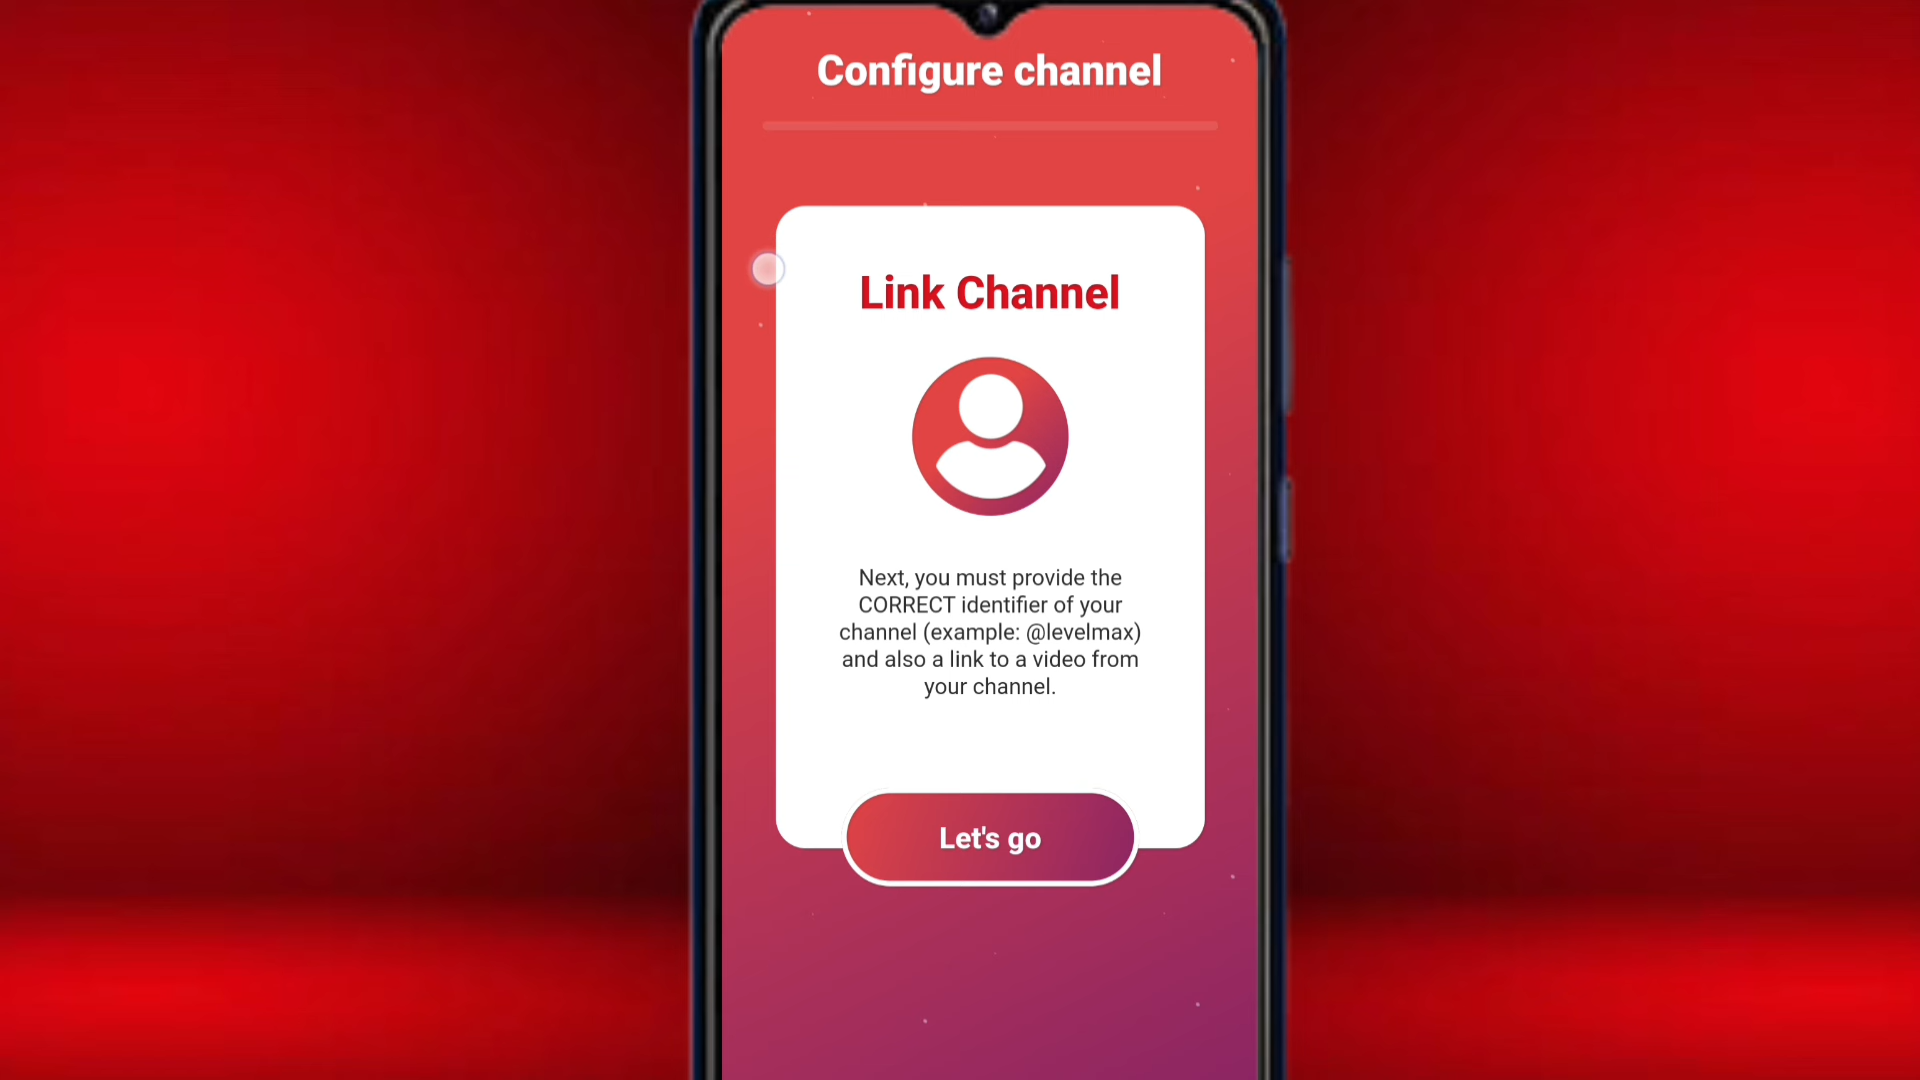 Configure channel
Link Channel
Next, you must provide the
CORRECT identifier of your
channel (example: @levelmax)
and also a link to a video from
your channel.
Let's go